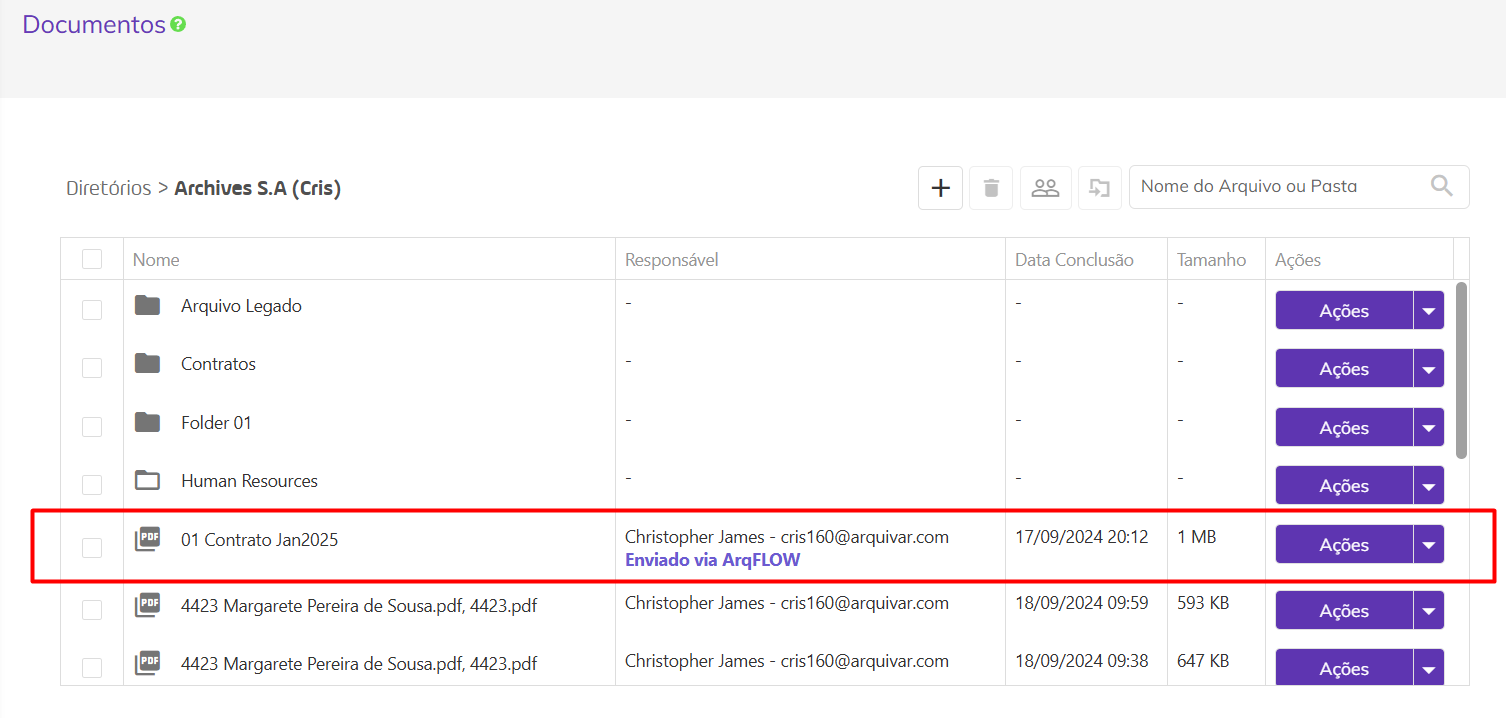 Documentos ?
Diretórios > Archives S.A (Cris)
Nome do Arquivo ou Pasta
Nome Responsável Data Conclusão Tamanho Ações
Arquivo Legado - - - Ações
Contratos - - - Ações
Folder 01 - - - Ações
Human Resources - - - Ações
PDF 01 Contrato Jan2025 Christopher James - cris160@arquivar.com 17/09/2024 20:12 1 MB Ações
Enviado via ArqFLOW
PDF 4423 Margarete Pereira de Sousa.pdf, 4423.pdf Christopher James - cris160@arquivar.com 18/09/2024 09:59 593 KB Ações
PDF 4423 Margarete Pereira de Sousa.pdf, 4423.pdf Christopher James - cris160@arquivar.com 18/09/2024 09:38 647 KB Ações